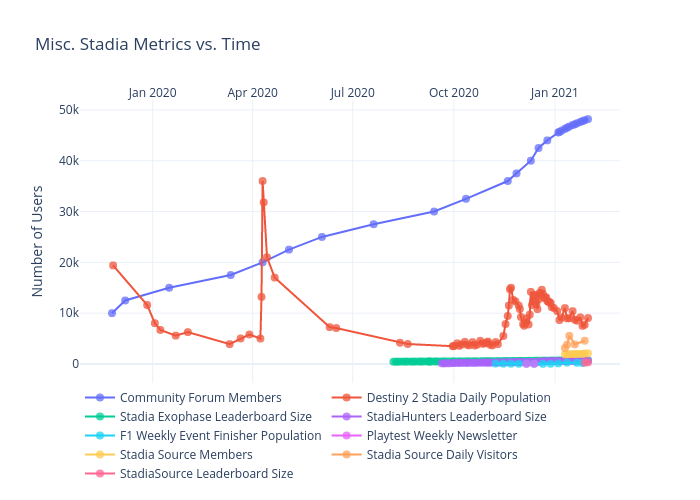 Misc. Stadia Metrics vs. Time
Jan 2020 Apr 2020 Jul 2020 Oct 2020 Jan 2021
50k
40k
30k
20k
10k
0
Number of Users
Community Forum Members Destiny 2 Stadia Daily Population
Stadia Exophase Leaderboard Size StadiaHunters Leaderboard Size
F1 Weekly Event Finisher Population Playtest Weekly Newsletter
Stadia Source Members Stadia Source Daily Visitors
StadiaSource Leaderboard Size